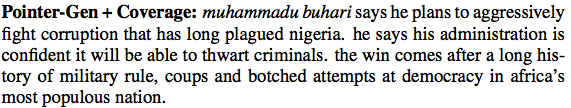 Pointer-Gen + Coverage: muhammadu buhari says he plans to aggressively
fight corruption that has long plagued nigeria. he says his administration is
confident it will be able to thwart criminals. the win comes after a long his-
tory of military rule, coups and botched attempts at democracy in africa's
most populous nation.